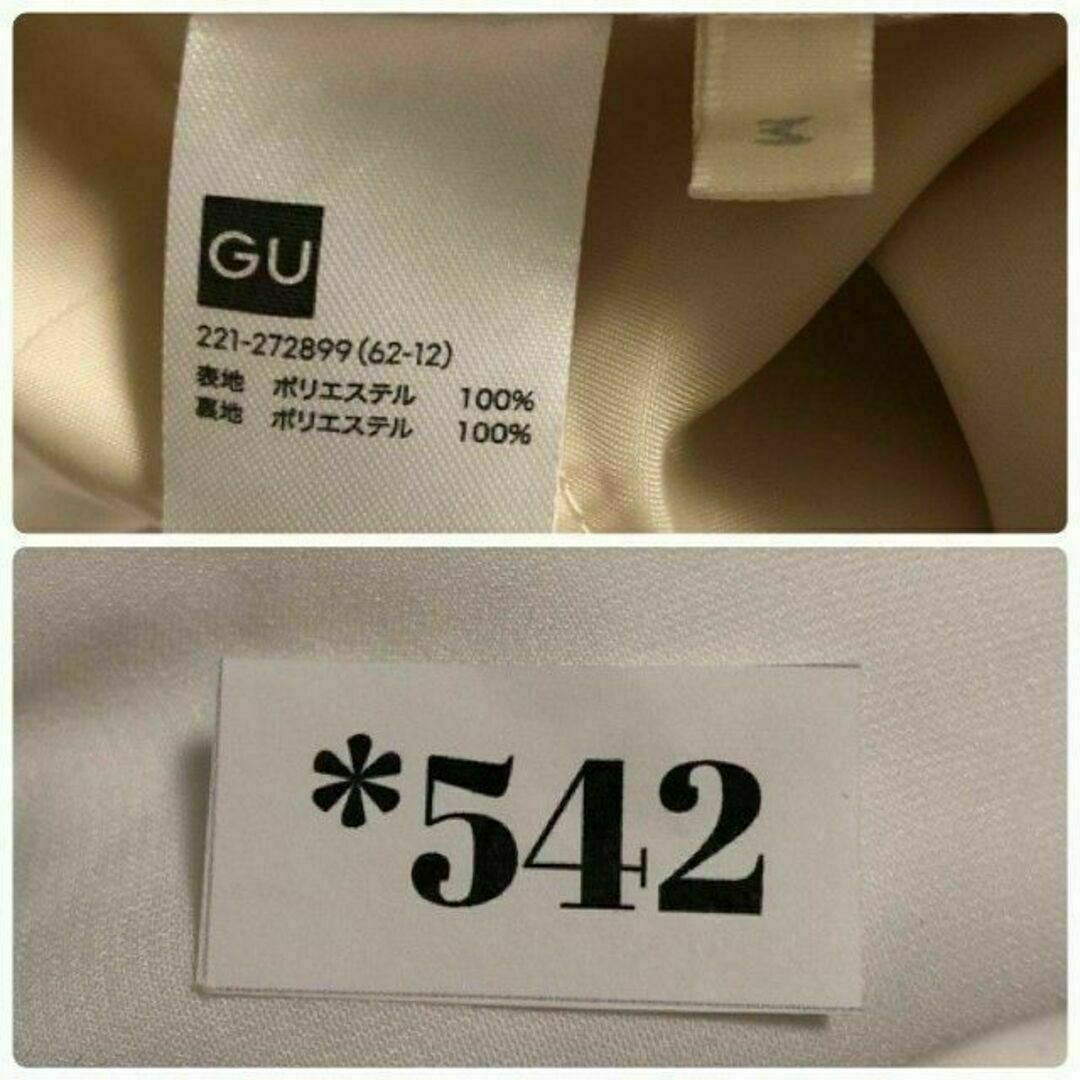 GU
221-272899(62-12)
表地 ポリエステル 100%
裏地 ポリエステル 100%
M
*542